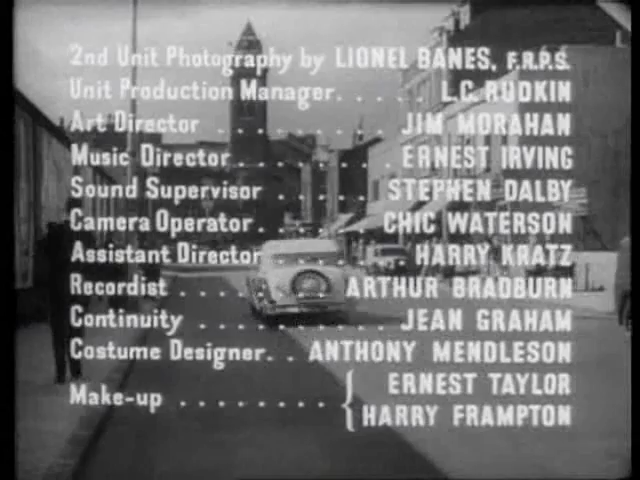 2nd Unit Photography by LIONEL BANES, F.R.P.S.
Unit Production Manager. . . . . L.C. RUDKIN
Art Director . . . . . . . . . JIM MORAHAN
Music Director. . . . . . . . ERNEST IRVING
Sound Supervisor . . . . . STEPHEN DALBY
Camera Operator. . . . . CHIC WATERSON
Assistant Director . . . . . . . HARRY KRATZ
Recordist . . . . . . . . ARTHUR BRADBURN
Continuity . . . . . . . . . . JEAN GRAHAM
Costume Designer. . ANTHONY MENDLESON
Make-up . . . . . . . . { ERNEST TAYLOR
HARRY FRAMPTON